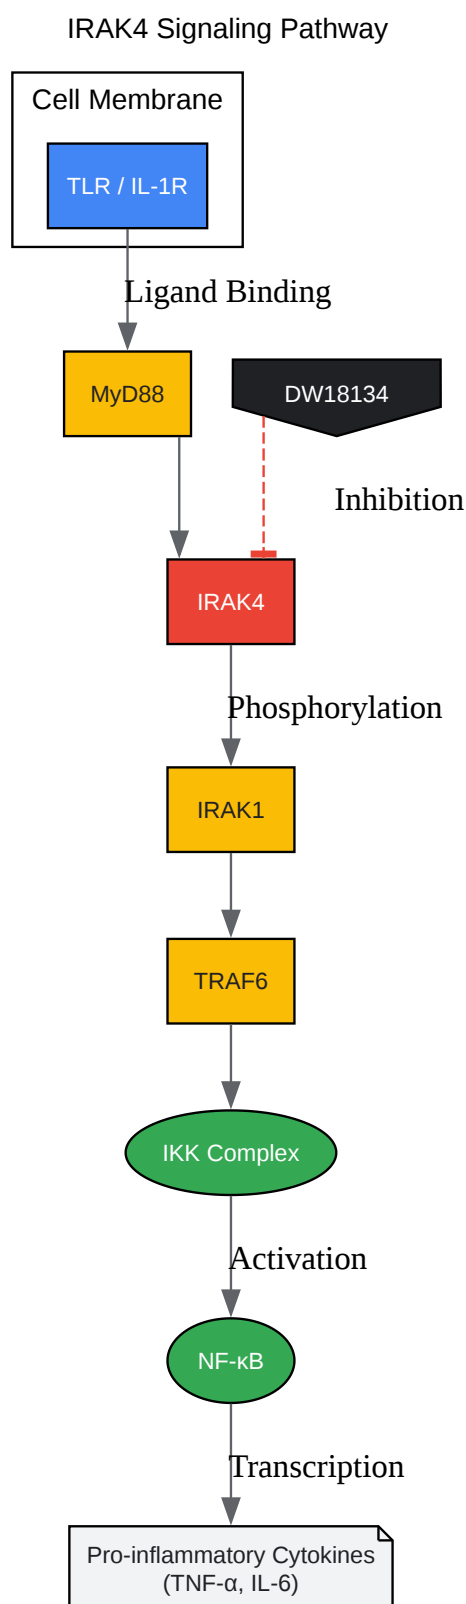 IRAK4 Signaling Pathway
Cell Membrane
TLR / IL-1R
Ligand Binding
MyD88
DW18134
Inhibition
IRAK4
Phosphorylation
IRAK1
TRAF6
IKK Complex
Activation
NF-κB
Transcription
Pro-inflammatory Cytokines
(TNF-α, IL-6)